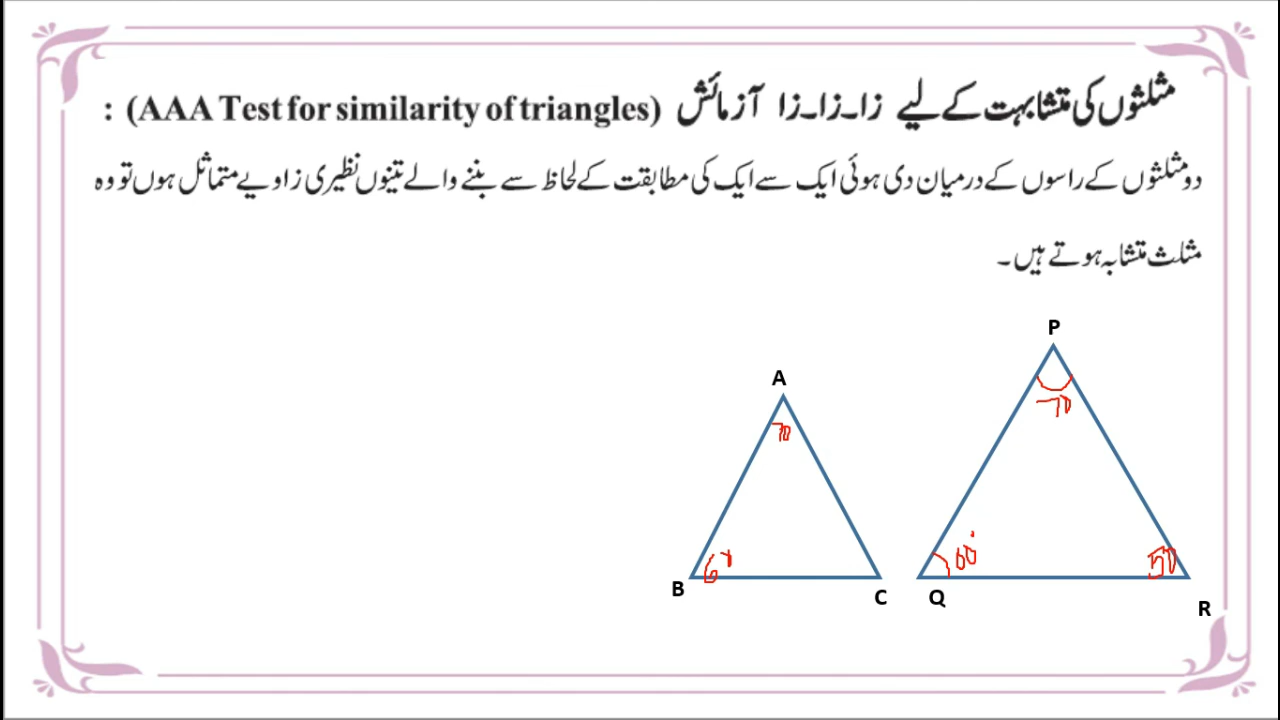 مثلثوں کی متشابہت کے لیے زا۔زا۔زا آزمائش (AAA Test for similarity of triangles) :
دو مثلثوں کے راسوں کے درمیان دی ہوئی ایک سے ایک کی مطابقت کے لحاظ سے بننے والے تینوں نظیری زاویے متماثل ہوں تو وہ
مثلث متشابہ ہوتے ہیں۔
P
A
70
70
60°
50
B
C
Q
R